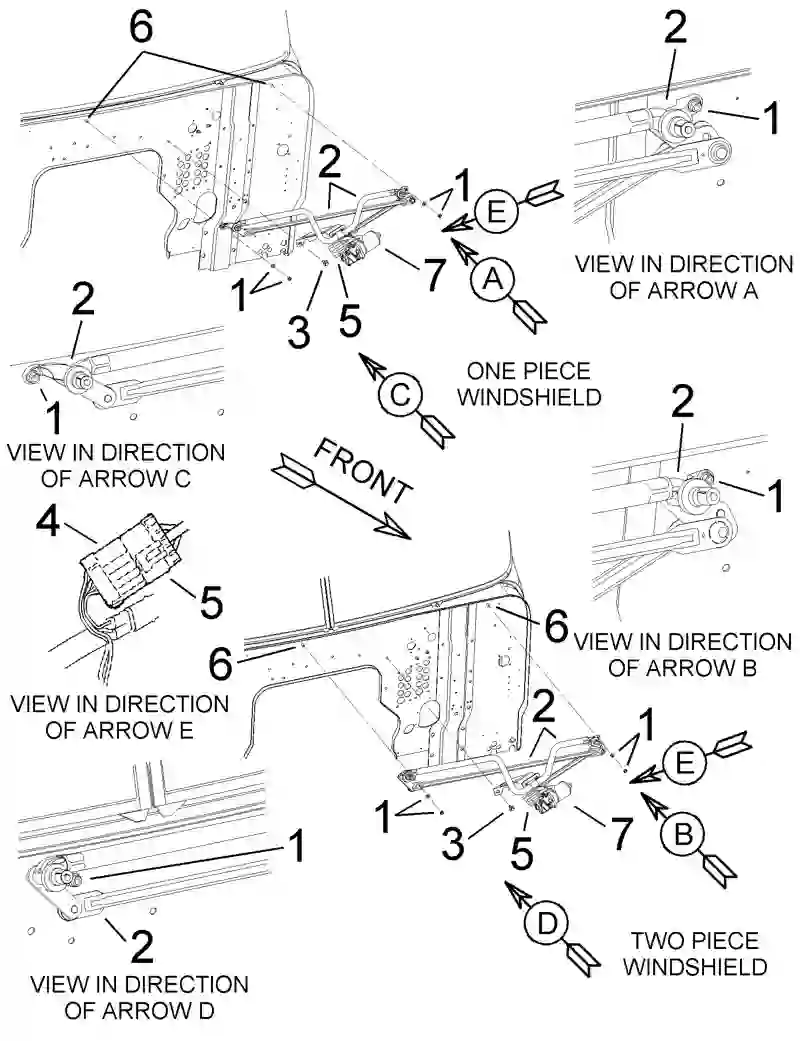 6
2
1
2
1
E
A
1
3
5
7
VIEW IN DIRECTION
OF ARROW A
2
1
VIEW IN DIRECTION
OF ARROW C
C
ONE PIECE
WINDSHIELD
FRONT
2
1
VIEW IN DIRECTION
OF ARROW B
4
5
VIEW IN DIRECTION
OF ARROW E
6
6
2
1
E
B
1
3
5
7
D
TWO PIECE
WINDSHIELD
1
2
VIEW IN DIRECTION
OF ARROW D